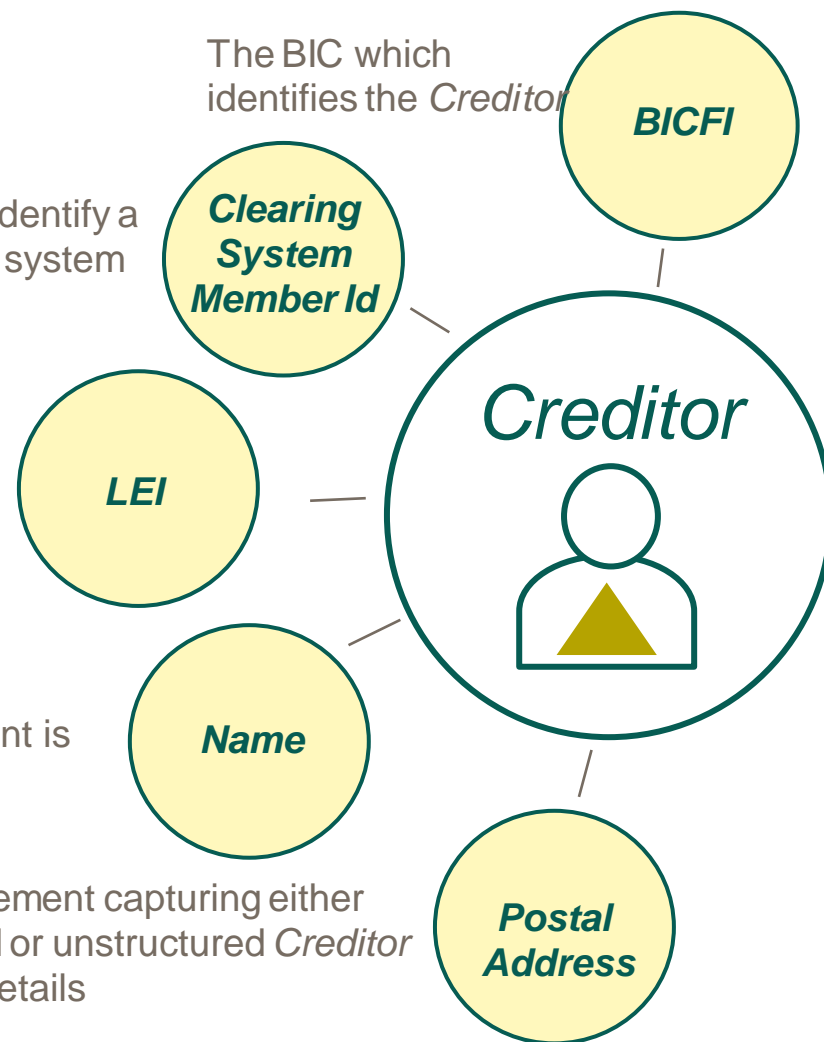 The BIC which
identifies the Creditor
BICFI
dentify a
system
Clearing
System
Member Id
Creditor
LEI
nt is
Name
ement capturing either
or unstructured Creditor
etails
Postal
Address